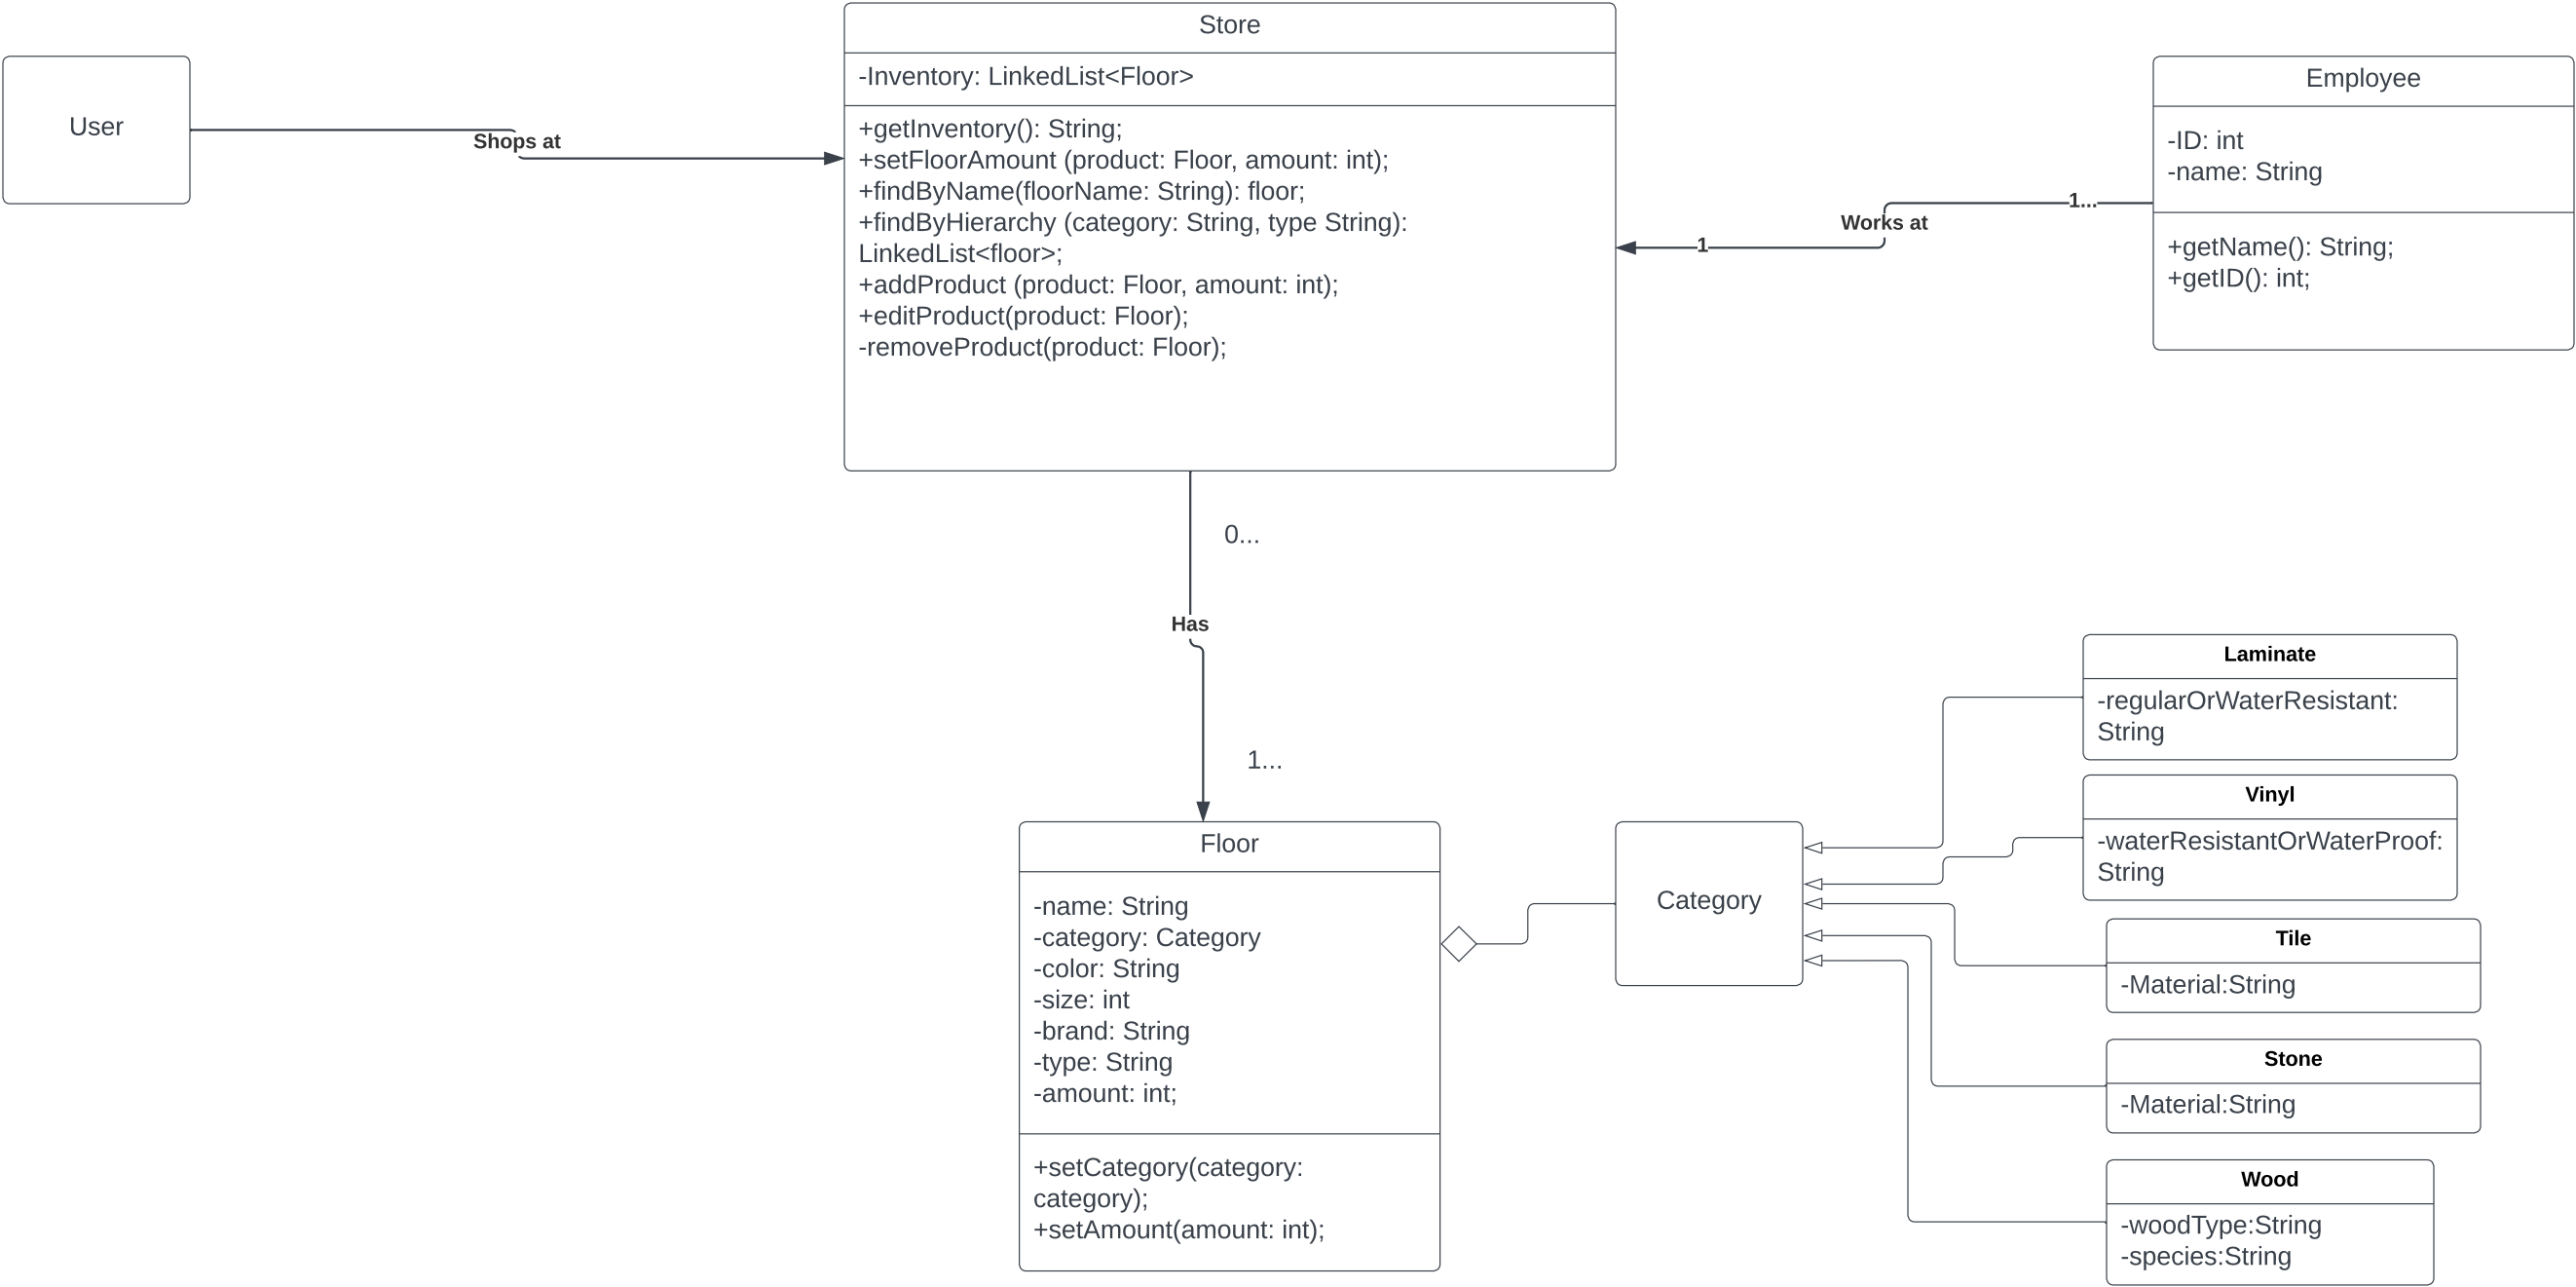 User
Shops at
Store
-Inventory: LinkedList<Floor>
+getInventory(): String;
+setFloorAmount (product: Floor, amount: int);
+findByName(floorName: String): floor;
+findByHierarchy (category: String, type String):
LinkedList<floor>;
+addProduct (product: Floor, amount: int);
+editProduct(product: Floor);
-removeProduct(product: Floor);
1
Works at
1...
Employee
-ID: int
-name: String
+getName(): String;
+getID(): int;
0...
Has
1...
Floor
-name: String
-category: Category
-color: String
-size: int
-brand: String
-type: String
-amount: int;
+setCategory(category:
category);
+setAmount(amount: int);
Category
Laminate
-regularOrWaterResistant:
String
Vinyl
-waterResistantOrWaterProof:
String
Tile
-Material:String
Stone
-Material:String
Wood
-woodType:String
-species:String